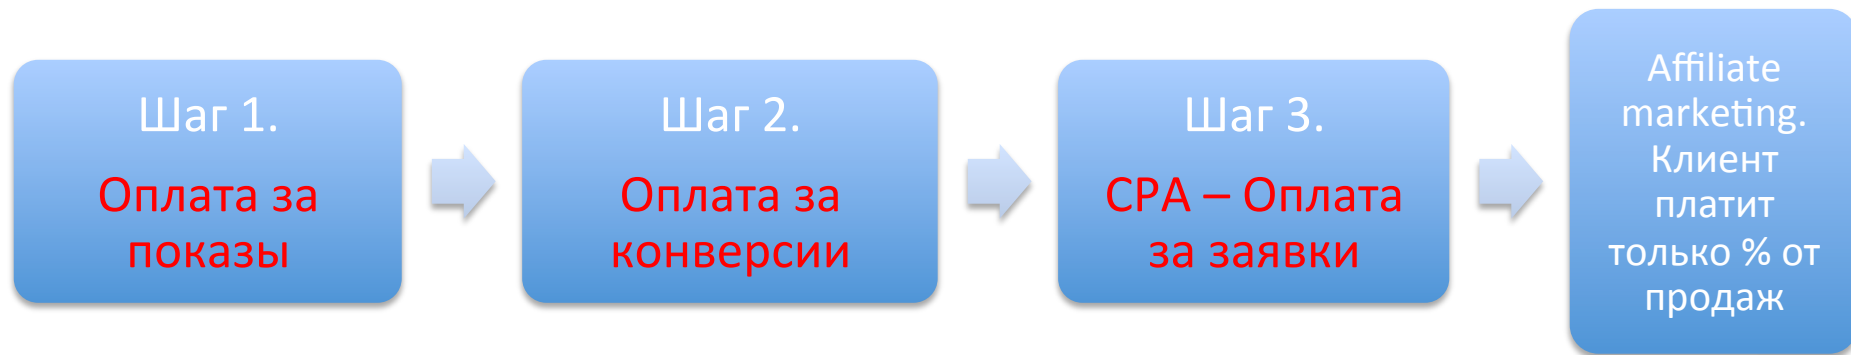 Шаг 1.
Оплата за
показы
Шаг 2.
Оплата за
конверсии
Шаг 3.
CPA – Оплата
за заявки
Affiliate
marketing.
Клиент
платит
только % от
продаж